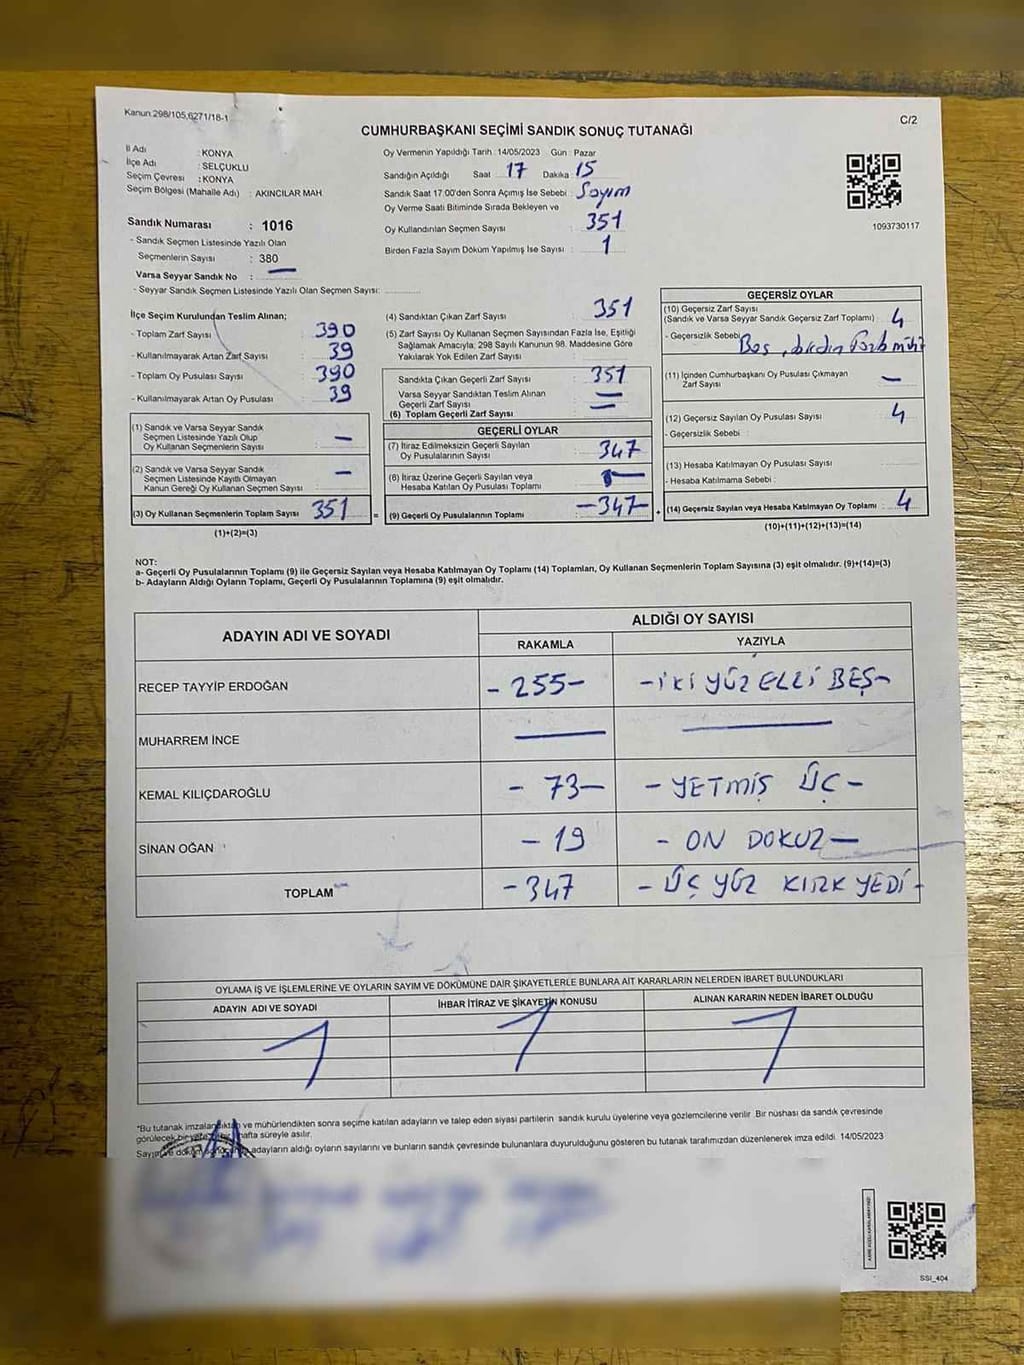 Kanun:298/105,6271/18-1
C/2
CUMHURBAŞKANI SEÇİMİ SANDIK SONUÇ TUTANAĞI
İl Adı : KONYA
İlçe Adı : SELÇUKLU
Seçim Çevresi : KONYA
Seçim Bölgesi (Mahalle Adı) : AKINCILAR MAH
Sandık Numarası : 1016
- Sandık Seçmen Listesinde Yazılı Olan
Seçmenlerin Sayısı : 380
Varsa Seyyar Sandık No : —
- Seyyar Sandık Seçmen Listesinde Yazılı Olan Seçmen Sayısı:
Oy Vermenin Yapıldığı Tarih :14/05/2023 Gün : Pazar
Sandığın Açıldığı Saat 17 Dakika 15
Sandık Saat 17.00'den Sonra Açımış İse Sebebi : Sayım
Oy Verme Saati Bitiminde Sırada Bekleyen ve
Oy Kullandırılan Seçmen Sayısı : 351
Birden Fazla Sayım Döküm Yapılmış İse Sayısı : 1
1093730117
İlçe Seçim Kurulundan Teslim Alınan;
- Toplam Zarf Sayısı : 390
- Kullanılmayarak Artan Zarf Sayısı : 39
- Toplam Oy Pusulası Sayısı : 390
- Kullanılmayarak Artan Oy Pusulası : 39
(1) Sandık ve Varsa Seyyar Sandık
Seçmen Listesinde Yazılı Olup
Oy Kullanan Seçmenlerin Sayısı : —
(2) Sandık ve Varsa Seyyar Sandık
Seçmen Listesinde Kayıtlı Olmayan
Kanun Gereği Oy Kullanan Seçmen Sayısı : —
(3) Oy Kullanan Seçmenlerin Toplam Sayısı : 351
(1)+(2)=(3)
(4) Sandıktan Çıkan Zarf Sayısı : 351
(5) Zarf Sayısı Oy Kullanan Seçmen Sayısından Fazla İse, Eşitliği
Sağlamak Amacıyla; 298 Sayılı Kanunun 98. Maddesine Göre
Yakılarak Yok Edilen Zarf Sayısı :
Sandıkta Çıkan Geçerli Zarf Sayısı : 351
Varsa Seyyar Sandıktan Teslim Alınan
Geçerli Zarf Sayısı : —
(6) Toplam Geçerli Zarf Sayısı : —
GEÇERLİ OYLAR
(7) İtiraz Edilmeksizin Geçerli Sayılan
Oy Pusulalarının Sayısı : 347
(8) İtiraz Üzerine Geçerli Sayılan veya
Hesaba Katılan Oy Pusulası Toplamı : —
= (9) Geçerli Oy Pusulalarının Toplamı : -347-
GEÇERSİZ OYLAR
(10) Geçersiz Zarf Sayısı
(Sandık ve Varsa Seyyar Sandık Geçersiz Zarf Toplamı) : 4
- Geçersizlik Sebebi : Boş,
(11) İçinden Cumhurbaşkanı Oy Pusulası Çıkmayan
Zarf Sayısı : —
(12) Geçersiz Sayılan Oy Pusulası Sayısı : 4
- Geçersizlik Sebebi :
(13) Hesaba Katılmayan Oy Pusulası Sayısı :
- Hesaba Katılmama Sebebi :
+ (14) Geçersiz Sayılan veya Hesaba Katılmayan Oy Toplamı : 4
(10)+(11)+(12)+(13)=(14)
NOT:
a- Geçerli Oy Pusulalarının Toplamı (9) ile Geçersiz Sayılan veya Hesaba Katılmayan Oy Toplamı (14) Toplamları, Oy Kullanan Seçmenlerin Toplam Sayısına (3) eşit olmalıdır. (9)+(14)=(3)
b- Adayların Aldığı Oyların Toplamı, Geçerli Oy Pusulalarının Toplamına (9) eşit olmalıdır.
ADAYIN ADI VE SOYADI
ALDIĞI OY SAYISI
RAKAMLA YAZIYLA
RECEP TAYYİP ERDOĞAN -255- -İKİ YÜZ ELLİ BEŞ-
MUHARREM İNCE — —
KEMAL KILIÇDAROĞLU - 73- - YETMİŞ ÜÇ -
SİNAN OĞAN - 19 - ON DOKUZ -
TOPLAM -347 - ÜÇ YÜZ KIRK YEDİ -
OYLAMA İŞ VE İŞLEMLERİNE VE OYLARIN SAYIM VE DÖKÜMÜNE DAİR ŞİKAYETLERLE BUNLARA AİT KARARLARIN NELERDEN İBARET BULUNDUKLARI
ADAYIN ADI VE SOYADI İHBAR İTİRAZ VE ŞİKAYETİN KONUSU ALINAN KARARIN NEDEN İBARET OLDUĞU
*Bu tutanak imzalandıktan ve mühürlendikten sonra seçime katılan adayların ve talep eden siyasi partilerin sandık kurulu üyelerine veya gözlemcilerine verilir .Bir nüshası da sandık çevresinde
görülecek bir yere bir hafta süreyle asılır.
Sayım ve döküm adayların aldığı oyların sayılarını ve bunların sandık çevresinde bulunanlara duyurulduğunu gösteren bu tutanak tarafımızdan düzenlenerek imza edildi. 14/05/2023
SSI_404